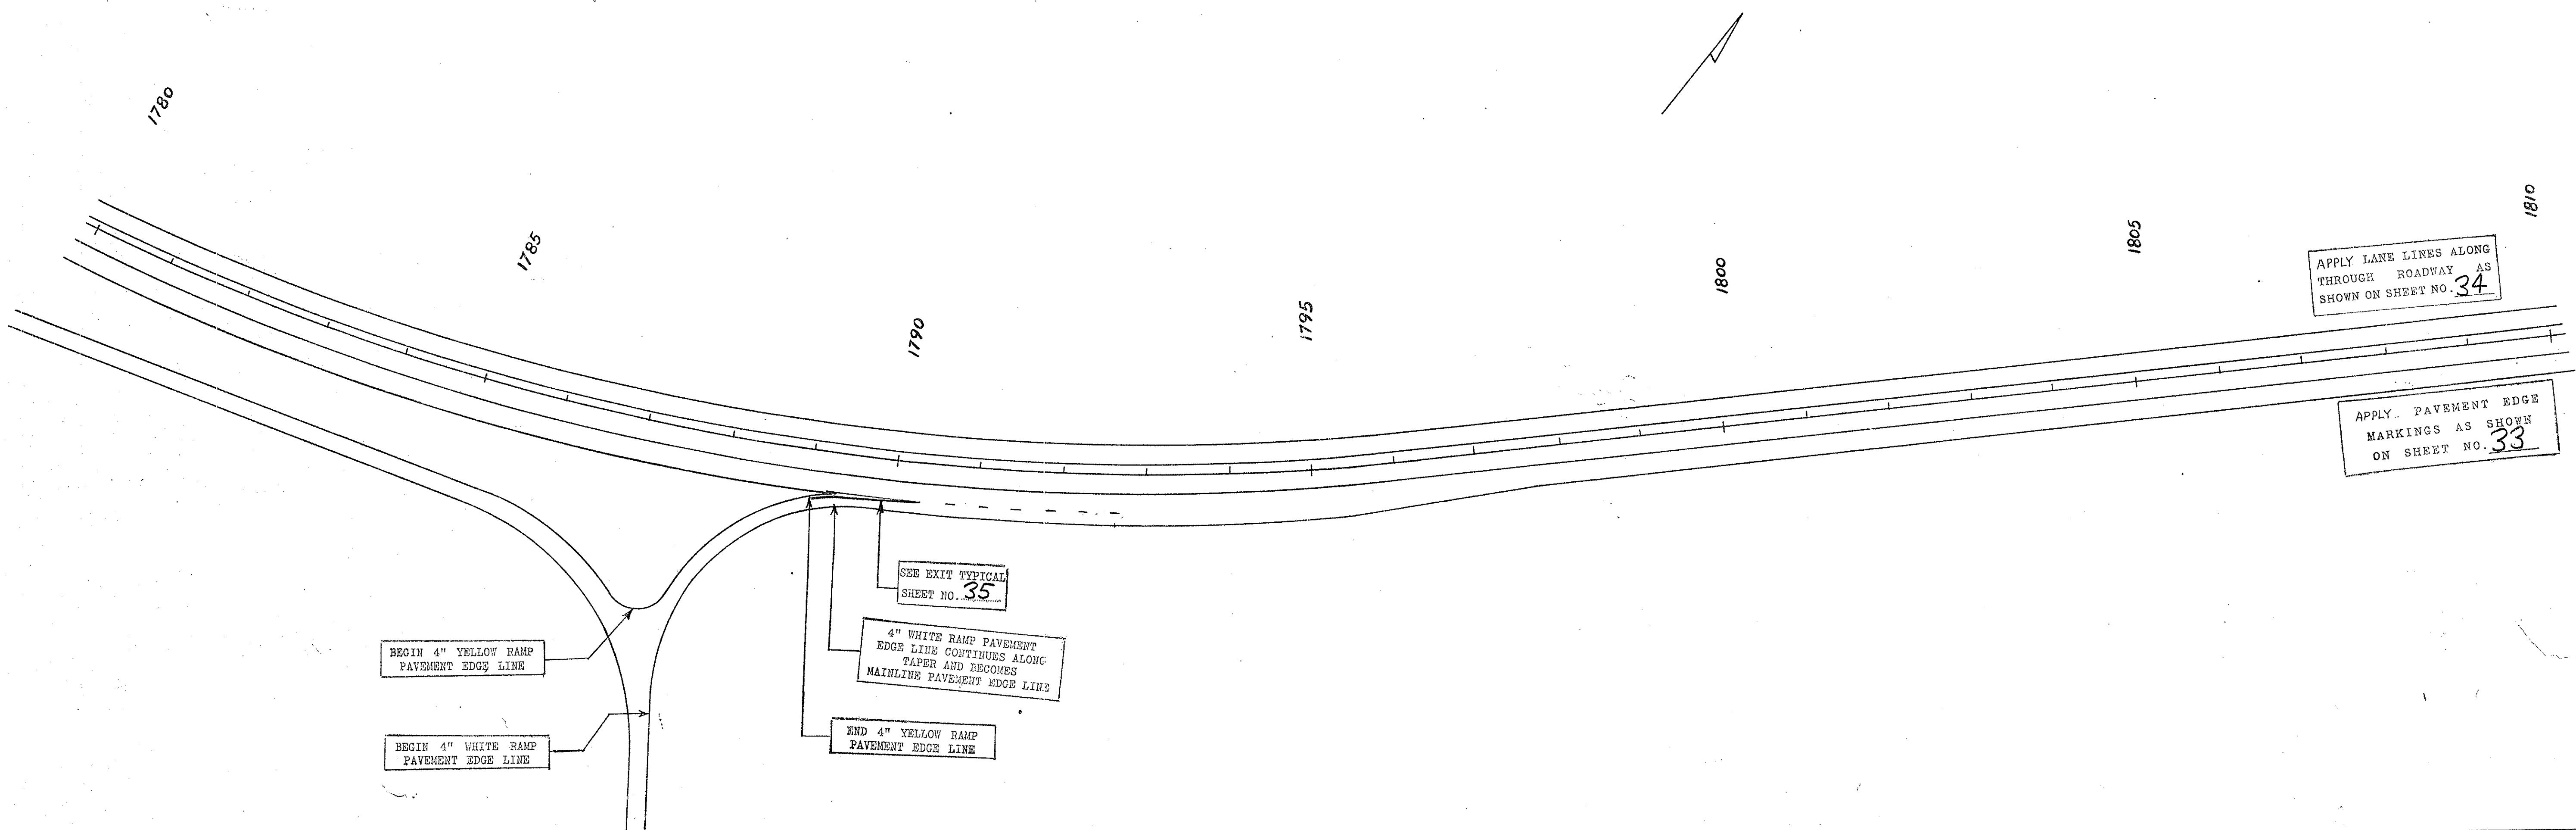 1780
1785
1790
1795
1800
1805
1810
APPLY LANE LINES ALONG
THROUGH ROADWAY AS
SHOWN ON SHEET NO. 34
APPLY PAVEMENT EDGE
MARKINGS AS SHOWN
ON SHEET NO. 33
SEE EXIT TYPICAL
SHEET NO. 35
4" WHITE RAMP PAVEMENT
EDGE LINE CONTINUES ALONG
TAPER AND BECOMES
MAINLINE PAVEMENT EDGE LINE
BEGIN 4" YELLOW RAMP
PAVEMENT EDGE LINE
END 4" YELLOW RAMP
PAVEMENT EDGE LINE
BEGIN 4" WHITE RAMP
PAVEMENT EDGE LINE